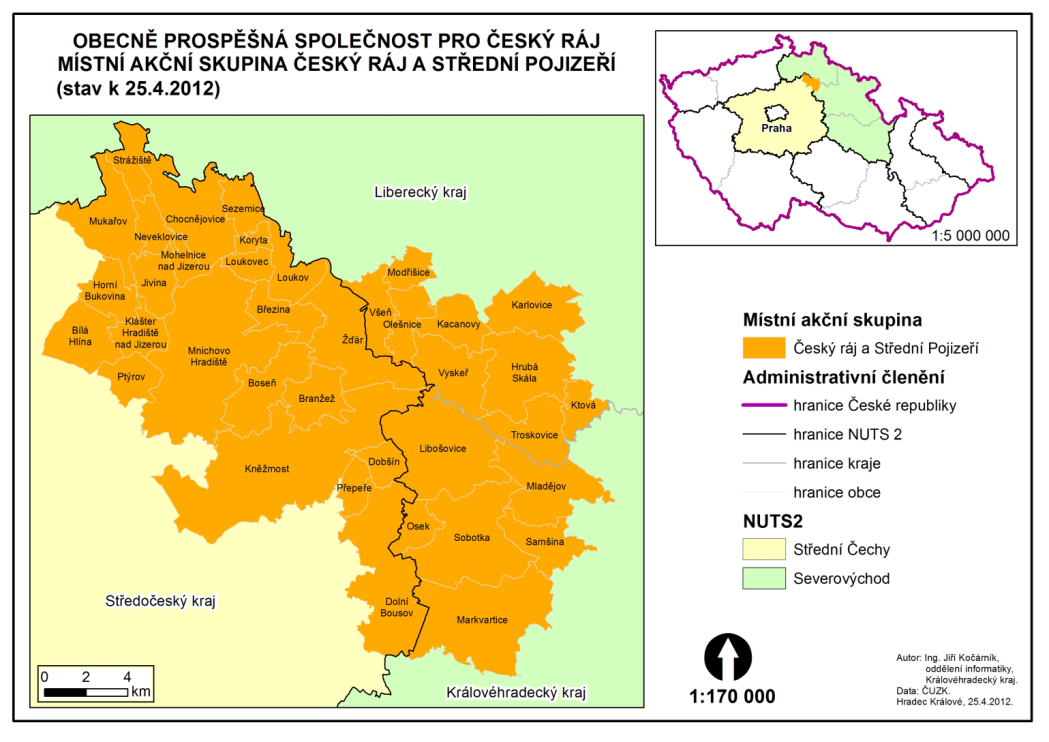 OBECNĚ PROSPĚŠNÁ SPOLEČNOST PRO ČESKÝ RÁJ
MÍSTNÍ AKČNÍ SKUPINA ČESKÝ RÁJ A STŘEDNÍ POJIZEŘÍ
(stav k 25.4.2012)
Praha
1:5 000 000
Strážiště
Liberecký kraj
Sezemice
Mukařov
Chocnějovice
Neveklovice
Koryta
Mohelnice
nad Jizerou
Loukovec
Modřišice
Loukov
Jivina
Horní
Bukovina
Karlovice
Březina
Všeň
Olešnice
Kacanovy
Klášter
Hradiště
nad Jizerou
Bílá
Hlína
Žďár
Mnichovo
Hradiště
Vyskeř
Hrubá
Skála
Ptýrov
Boseň
Branžež
Ktová
Troskovice
Libošovice
Dobšín
Kněžmost
Přepeře
Mladějov
Osek
Sobotka
Samšina
Středočeský kraj
Dolní
Bousov
Markvartice
Královéhradecký kraj
0 2 4
km
Místní akční skupina
Český ráj a Střední Pojizeří
Administrativní členění
hranice České republiky
hranice NUTS 2
hranice kraje
hranice obce
NUTS2
Střední Čechy
Severovýchod
1:170 000
Autor: Ing. Jiří Kočárník,
oddělení informatiky,
Královéhradecký kraj.
Data: ČUZK.
Hradec Králové, 25.4.2012.